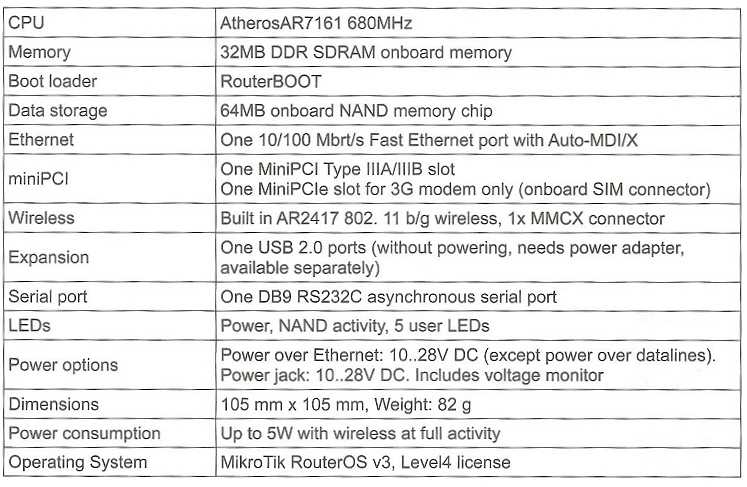 CPU AtherosAR7161 680MHz
Memory 32MB DDR SDRAM onboard memory
Boot loader RouterBOOT
Data storage 64MB onboard NAND memory chip
Ethernet One 10/100 Mbrt/s Fast Ethernet port with Auto-MDI/X
miniPCI One MiniPCI Type IIIA/IIIB slot
One MiniPCIe slot for 3G modem only (onboard SIM connector)
Wireless Built in AR2417 802. 11 b/g wireless, 1x MMCX connector
Expansion One USB 2.0 ports (without powering, needs power adapter,
available separately)
Serial port One DB9 RS232C asynchronous serial port
LEDs Power, NAND activity, 5 user LEDs
Power options Power over Ethernet: 10..28V DC (except power over datalines).
Power jack: 10..28V DC. Includes voltage monitor
Dimensions 105 mm x 105 mm, Weight: 82 g
Power consumption Up to 5W with wireless at full activity
Operating System MikroTik RouterOS v3, Level4 license